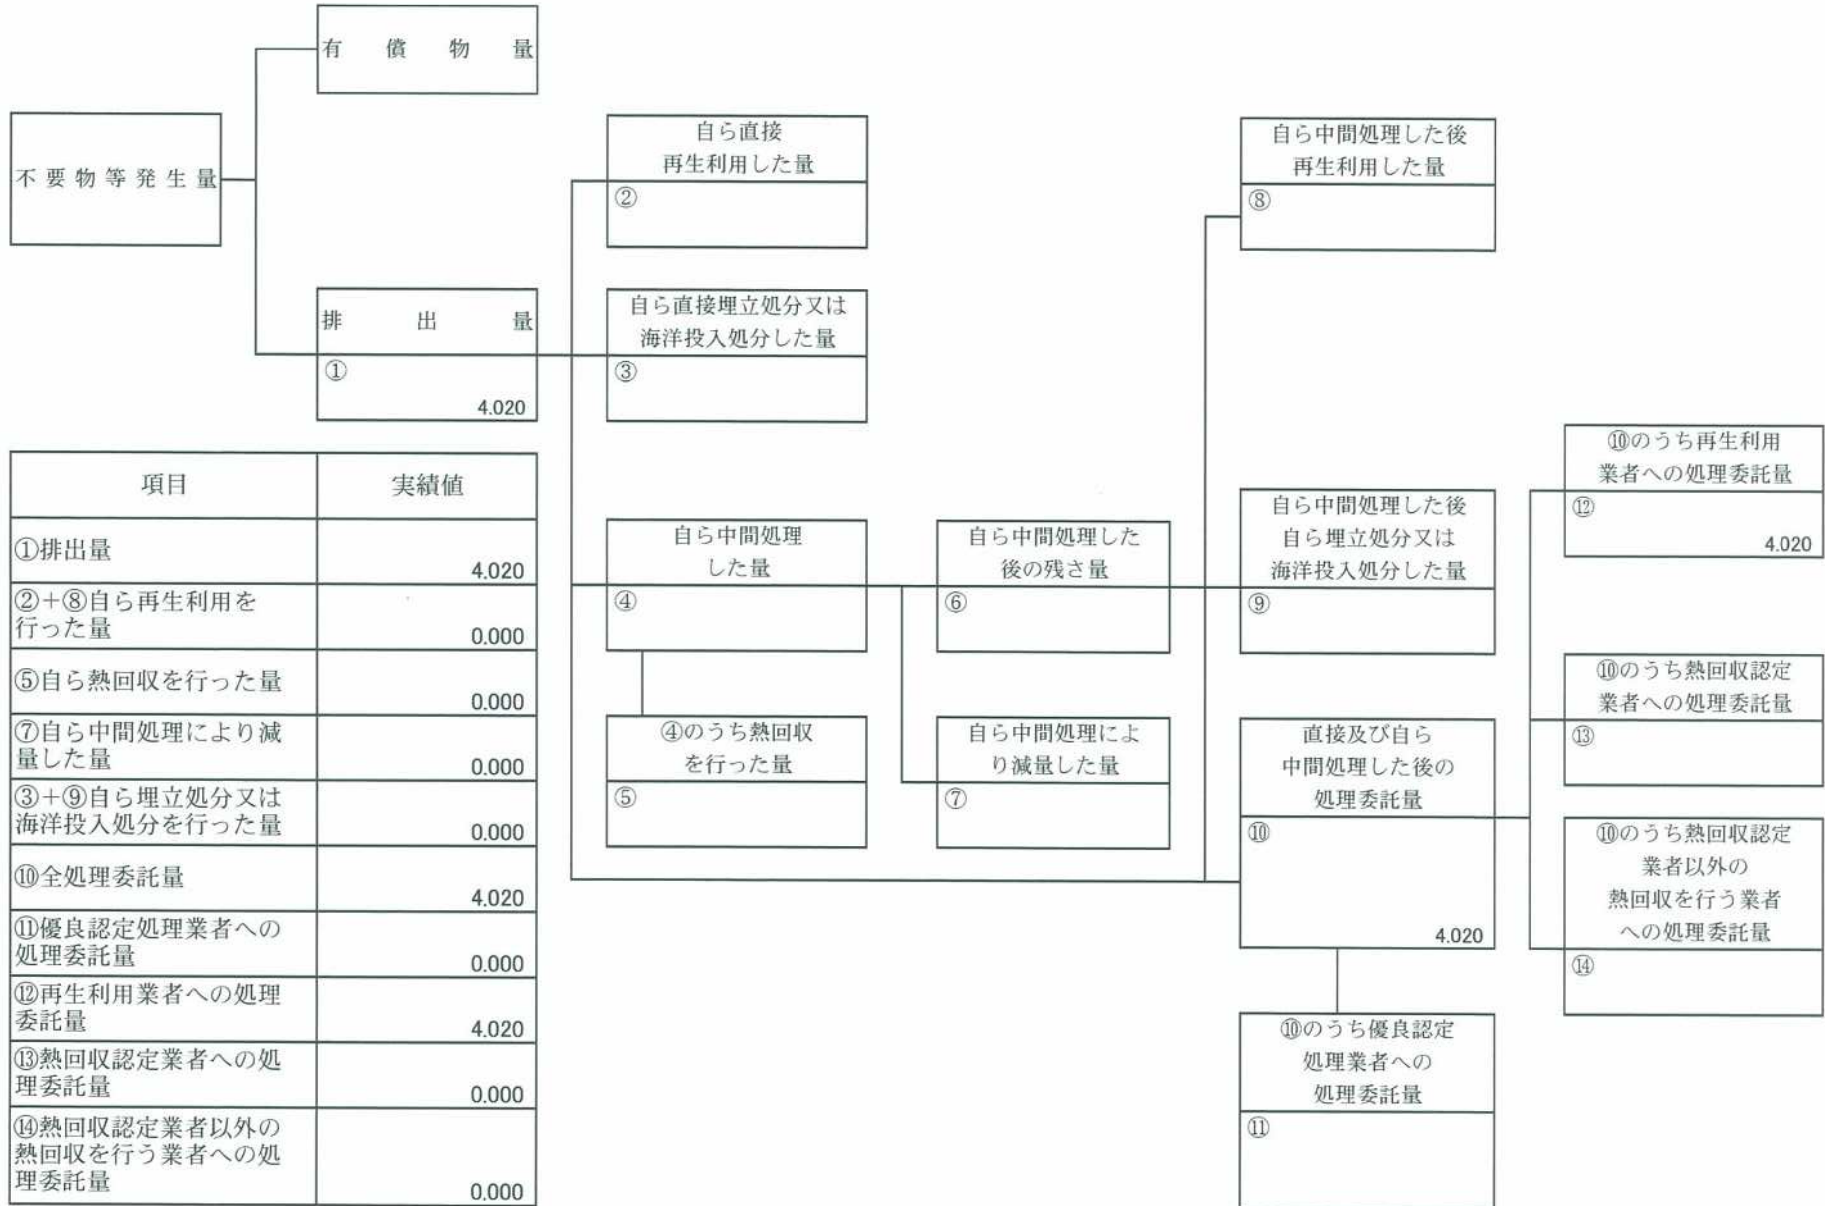 有償物量
不要物等発生量
排出量
①
4.020
自ら直接
再生利用した量
②
自ら直接埋立処分又は
海洋投入処分した量
③
自ら中間処理
した量
④
④のうち熱回収
を行った量
⑤
自ら中間処理した
後の残さ量
⑥
自ら中間処理によ
り減量した量
⑦
自ら中間処理した後
再生利用した量
⑧
自ら中間処理した後
自ら埋立処分又は
海洋投入処分した量
⑨
直接及び自ら
中間処理した後の
処理委託量
⑩
4.020
⑩のうち優良認定
処理業者への
処理委託量
⑪
⑩のうち再生利用
業者への処理委託量
⑫
4.020
⑩のうち熱回収認定
業者への処理委託量
⑬
⑩のうち熱回収認定
業者以外の
熱回収を行う業者
への処理委託量
⑭
項目 実績値
①排出量
4.020
②＋⑧自ら再生利用を
行った量
0.000
⑤自ら熱回収を行った量
0.000
⑦自ら中間処理により減
量した量
0.000
③＋⑨自ら埋立処分又は
海洋投入処分を行った量
0.000
⑩全処理委託量
4.020
⑪優良認定処理業者への
処理委託量
0.000
⑫再生利用業者への処理
委託量
4.020
⑬熱回収認定業者への処
理委託量
0.000
⑭熱回収認定業者以外の
熱回収を行う業者への処
理委託量
0.000